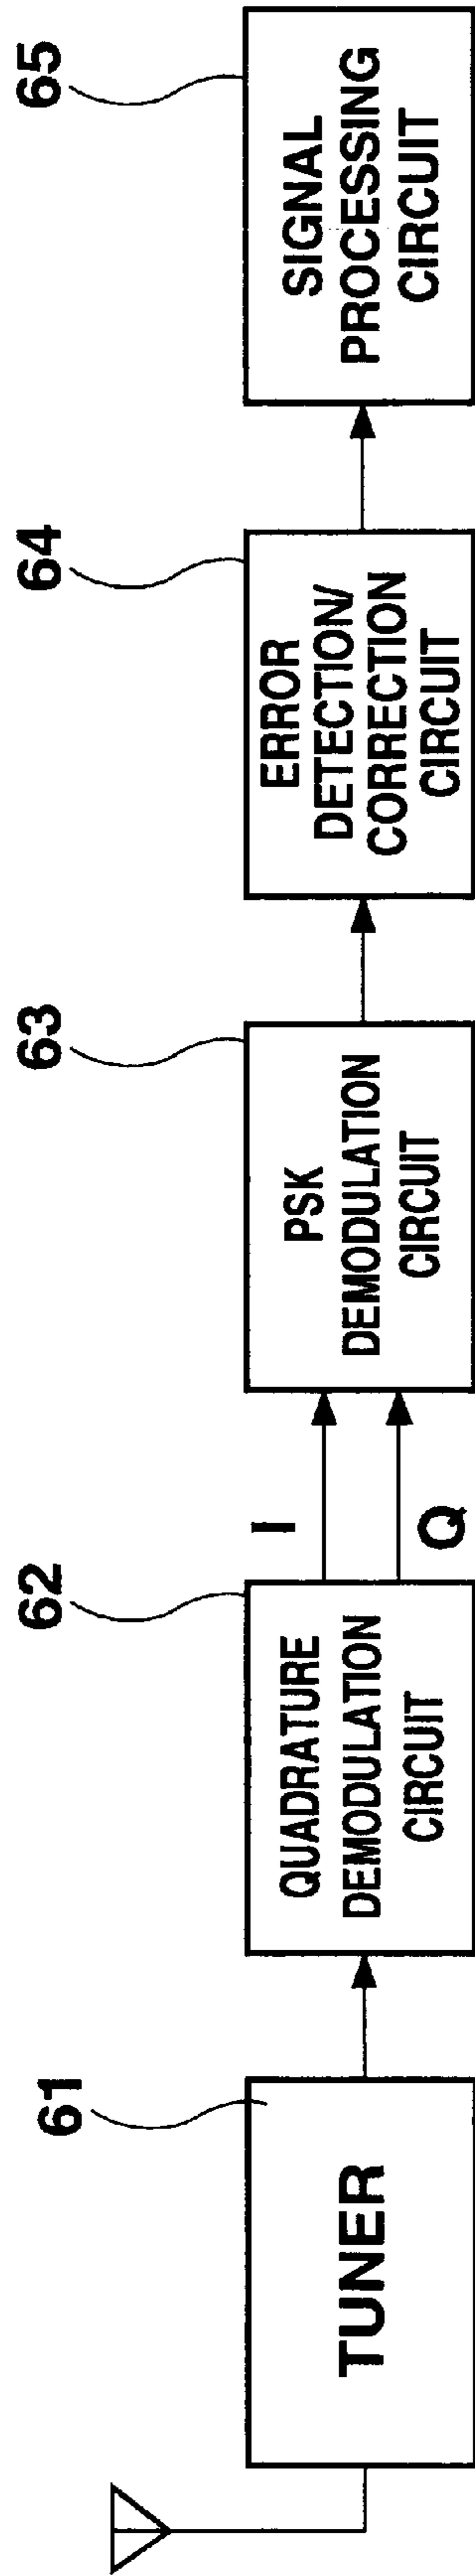 61
TUNER
62
QUADRATURE
DEMODULATION
CIRCUIT
I
Q
63
PSK
DEMODULATION
CIRCUIT
64
ERROR
DETECTION/
CORRECTION
CIRCUIT
65
SIGNAL
PROCESSING
CIRCUIT